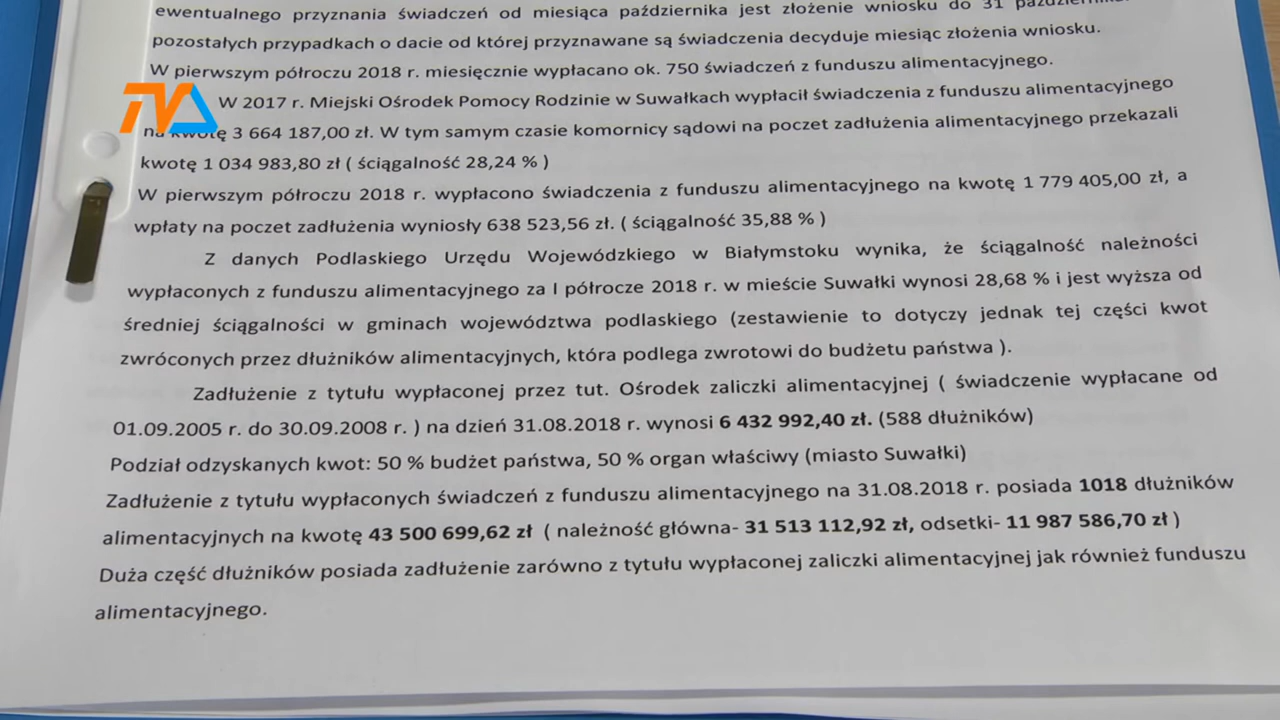 ewentualnego przyznania świadczeń od miesiąca października jest złożenie wniosku do 31
pozostałych przypadkach o dacie od której przyznawane są świadczenia decyduje miesiąc złożenia wniosku.
W pierwszym półroczu 2018 r. miesięcznie wypłacano ok. 750 świadczeń z funduszu alimentacyjnego.
W 2017 r. Miejski Ośrodek Pomocy Rodzinie w Suwałkach wypłacił świadczenia z funduszu alimentacyjnego
na kwotę 3 664 187,00 zł. W tym samym czasie komornicy sądowi na poczet zadłużenia alimentacyjnego przekazali
kwotę 1 034 983,80 zł ( ściągalność 28,24 % )
W pierwszym półroczu 2018 r. wypłacono świadczenia z funduszu alimentacyjnego na kwotę 1 779 405,00 zł, a
wpłaty na poczet zadłużenia wyniosły 638 523,56 zł. ( ściągalność 35,88 % )
Z danych Podlaskiego Urzędu Wojewódzkiego w Białymstoku wynika, że ściągalność należności
wypłaconych z funduszu alimentacyjnego za I półrocze 2018 r. w mieście Suwałki wynosi 28,68 % i jest wyższa od
średniej ściągalności w gminach województwa podlaskiego (zestawienie to dotyczy jednak tej części kwot
zwróconych przez dłużników alimentacyjnych, która podlega zwrotowi do budżetu państwa ).
Zadłużenie z tytułu wypłaconej przez tut. Ośrodek zaliczki alimentacyjnej ( świadczenie wypłacane od
01.09.2005 r. do 30.09.2008 r. ) na dzień 31.08.2018 r. wynosi 6 432 992,40 zł. (588 dłużników)
Podział odzyskanych kwot: 50 % budżet państwa, 50 % organ właściwy (miasto Suwałki)
Zadłużenie z tytułu wypłaconych świadczeń z funduszu alimentacyjnego na 31.08.2018 r. posiada 1018 dłużników
alimentacyjnych na kwotę 43 500 699,62 zł ( należność główna- 31 513 112,92 zł, odsetki- 11 987 586,70 zł )
Duża część dłużników posiada zadłużenie zarówno z tytułu wypłaconej zaliczki alimentacyjnej jak również funduszu
alimentacyjnego.